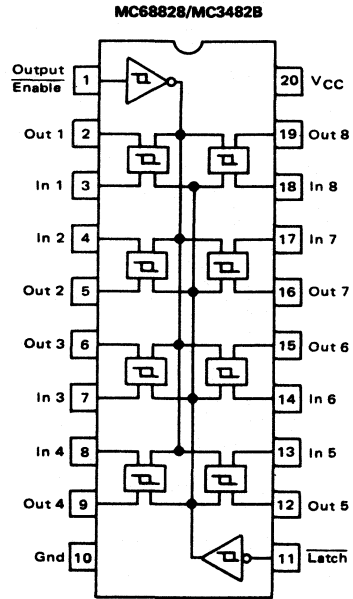 MC68828/MC3482B
Output
Enable 1
20 VCC
Out 1 2
19 Out 8
In 1 3
18 In 8
In 2 4
17 In 7
Out 2 5
16 Out 7
Out 3 6
15 Out 6
In 3 7
14 In 6
In 4 8
13 In 5
Out 4 9
12 Out 5
Gnd 10
11 Latch